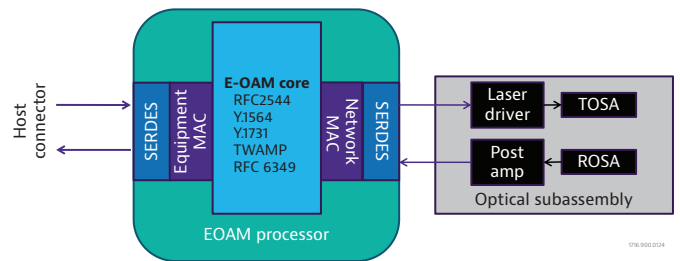 Host
connector
SERDES
Equipment
MAC
E-OAM core
RFC2544
Y.1564
Y.1731
TWAMP
RFC 6349
Network
MAC
SERDES
EOAM processor
Laser
driver
TOSA
Post
amp
ROSA
Optical subassembly
1716.900.0124